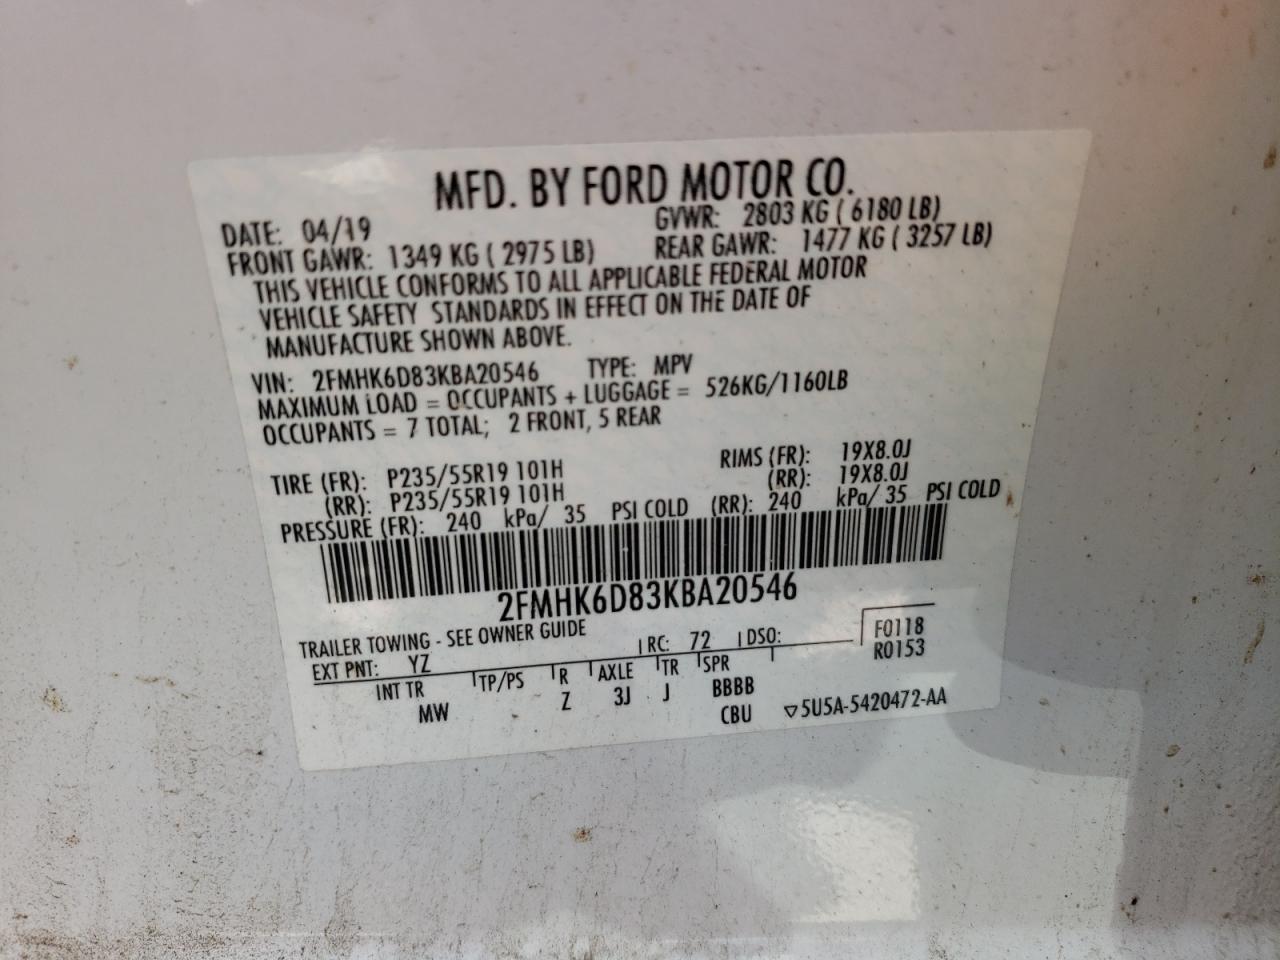 MFD. BY FORD MOTOR CO.
DATE: 04/19 GVWR: 2803 KG ( 6180 LB)
FRONT GAWR: 1349 KG ( 2975 LB) REAR GAWR: 1477 KG ( 3257 LB)
THIS VEHICLE CONFORMS TO ALL APPLICABLE FEDERAL MOTOR
VEHICLE SAFETY STANDARDS IN EFFECT ON THE DATE OF
MANUFACTURE SHOWN ABOVE.
VIN: 2FMHK6D83KBA20546 TYPE: MPV
MAXIMUM LOAD = OCCUPANTS + LUGGAGE = 526KG/1160LB
OCCUPANTS = 7 TOTAL; 2 FRONT, 5 REAR
TIRE (FR): P235/55R19 101H RIMS (FR): 19X8.0J
(RR): P235/55R19 101H (RR): 19X8.0J
PRESSURE (FR): 240 kPa/ 35 PSI COLD (RR): 240 kPa/ 35 PSI COLD
2FMHK6D83KBA20546
TRAILER TOWING - SEE OWNER GUIDE
EXT PNT: YZ RC: 72 DSO: F0118
R0153
INT TR TP/PS R AXLE TR SPR
MW Z 3J J BBBB
CBU ▽5U5A-5420472-AA